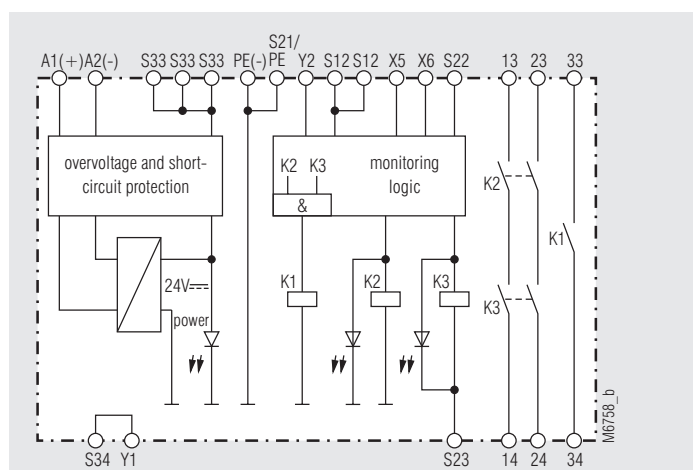 S21/
A1(+) A2(-) S33 S33 S33 PE(-) PE Y2 S12 S12 X5 X6 S22 13 23 33
overvoltage and short-
circuit protection
K2 K3
monitoring
logic
&
K2
K1
24V
power
K1 K2 K3
K3
M6758_b
S34 Y1 S23 14 24 34